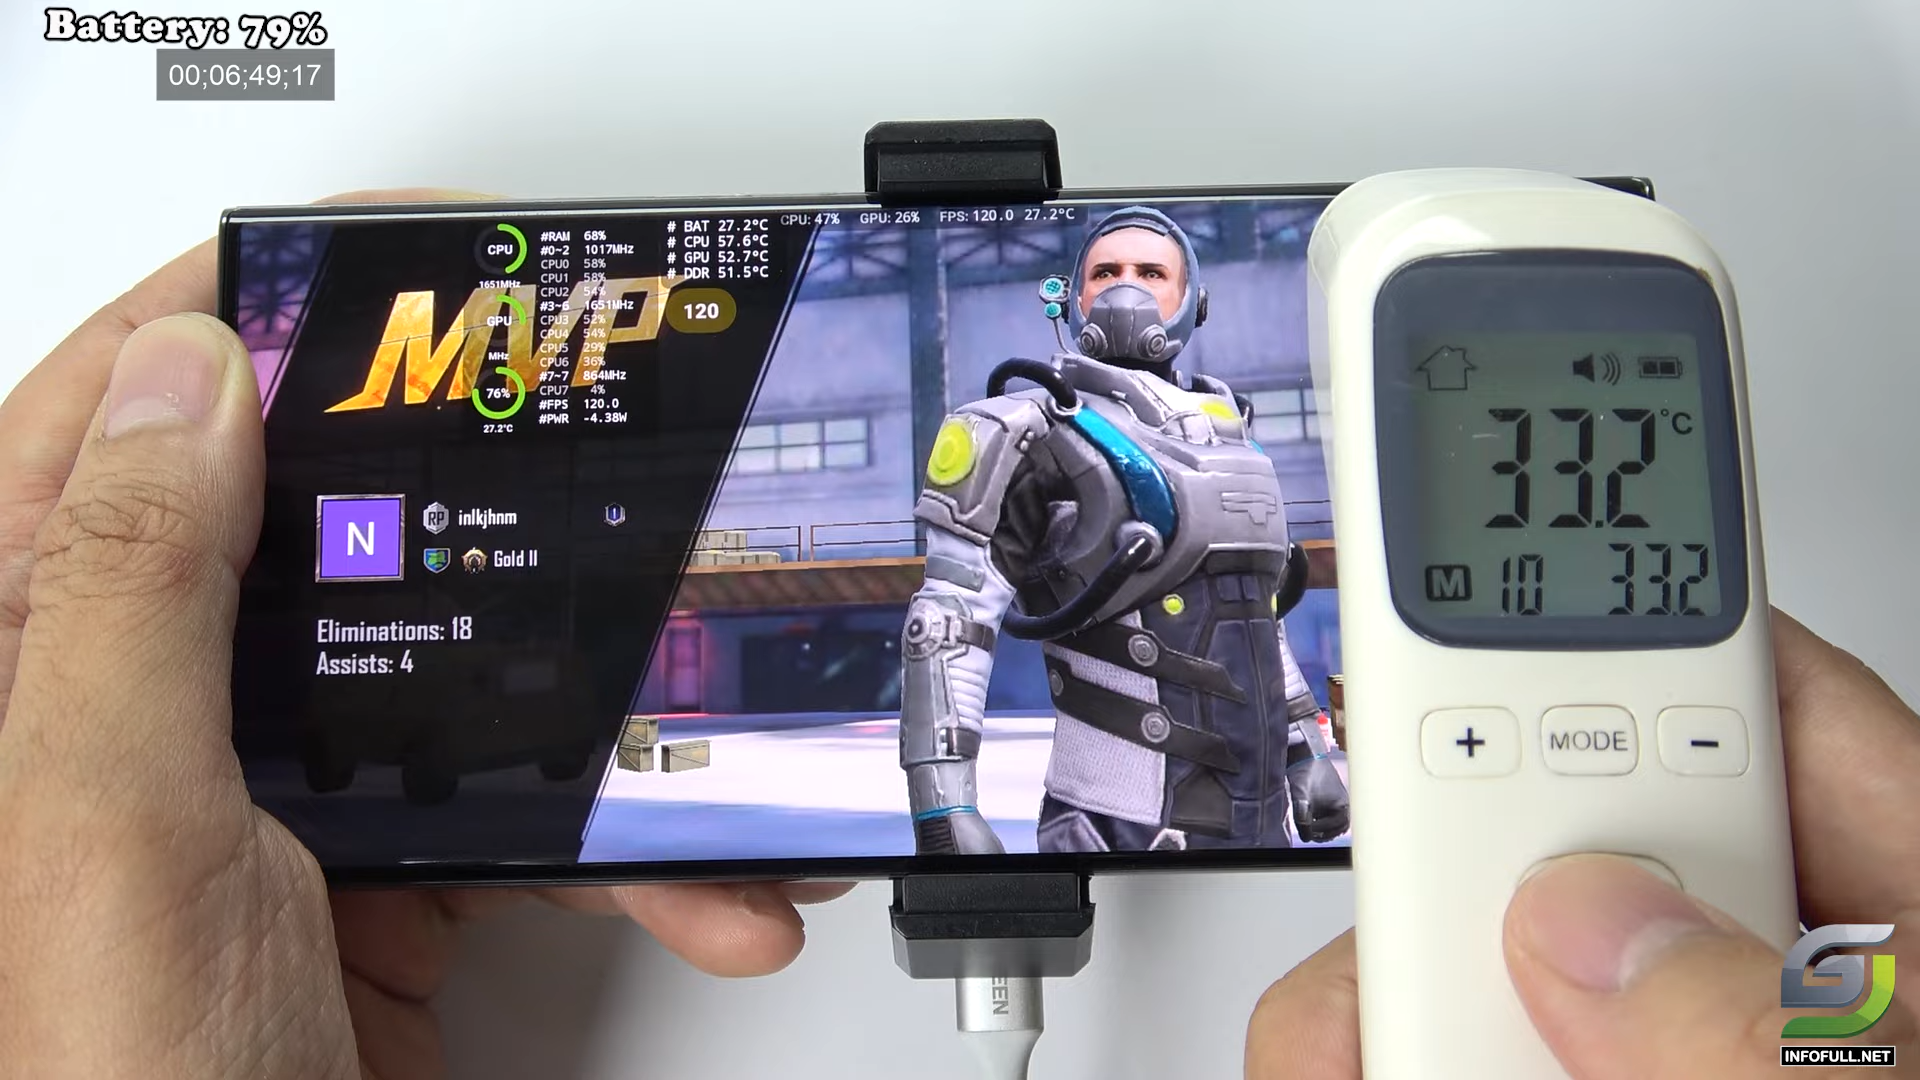 Battery: 79%
00;06;49;17
CPU: 47% GPU: 26% FPS: 120.0 27.2°C
# BAT 27.2°C
# CPU 57.6°C
# GPU 52.7°C
# DDR 51.5°C
120
CPU
1651MHz
GPU
MHz
76%
27.2°C
#RAM 68%
#0~2 1017MHz
CPU0 58%
CPU1 58%
CPU2 54%
#3~6 1651MHz
CPU3 52%
CPU4 54%
CPU5 29%
CPU6 36%
#7~7 864MHz
CPU7 4%
#FPS 120.0
#PWR -4.38W
MVP
N
RP inlkjhnm
Gold II
Eliminations: 18
Assists: 4
33.2 °C
M 10 33.2
+ MODE −
EEN
INFOFULL.NET